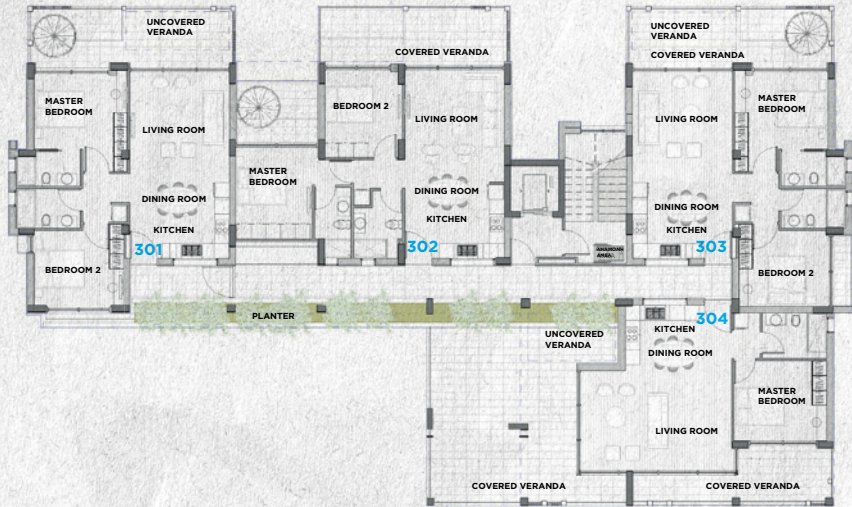 UNCOVERED
VERANDA
COVERED VERANDA
UNCOVERED
VERANDA
COVERED VERANDA
MASTER
BEDROOM
LIVING ROOM
BEDROOM 2
LIVING ROOM
LIVING ROOM
MASTER
BEDROOM
MASTER
BEDROOM
DINING ROOM
KITCHEN
301
DINING ROOM
KITCHEN
302
DINING ROOM
KITCHEN
303
BEDROOM 2
BEDROOM 2
PLANTER
UNCOVERED
VERANDA
304
KITCHEN
DINING ROOM
MASTER
BEDROOM
LIVING ROOM
COVERED VERANDA
COVERED VERANDA